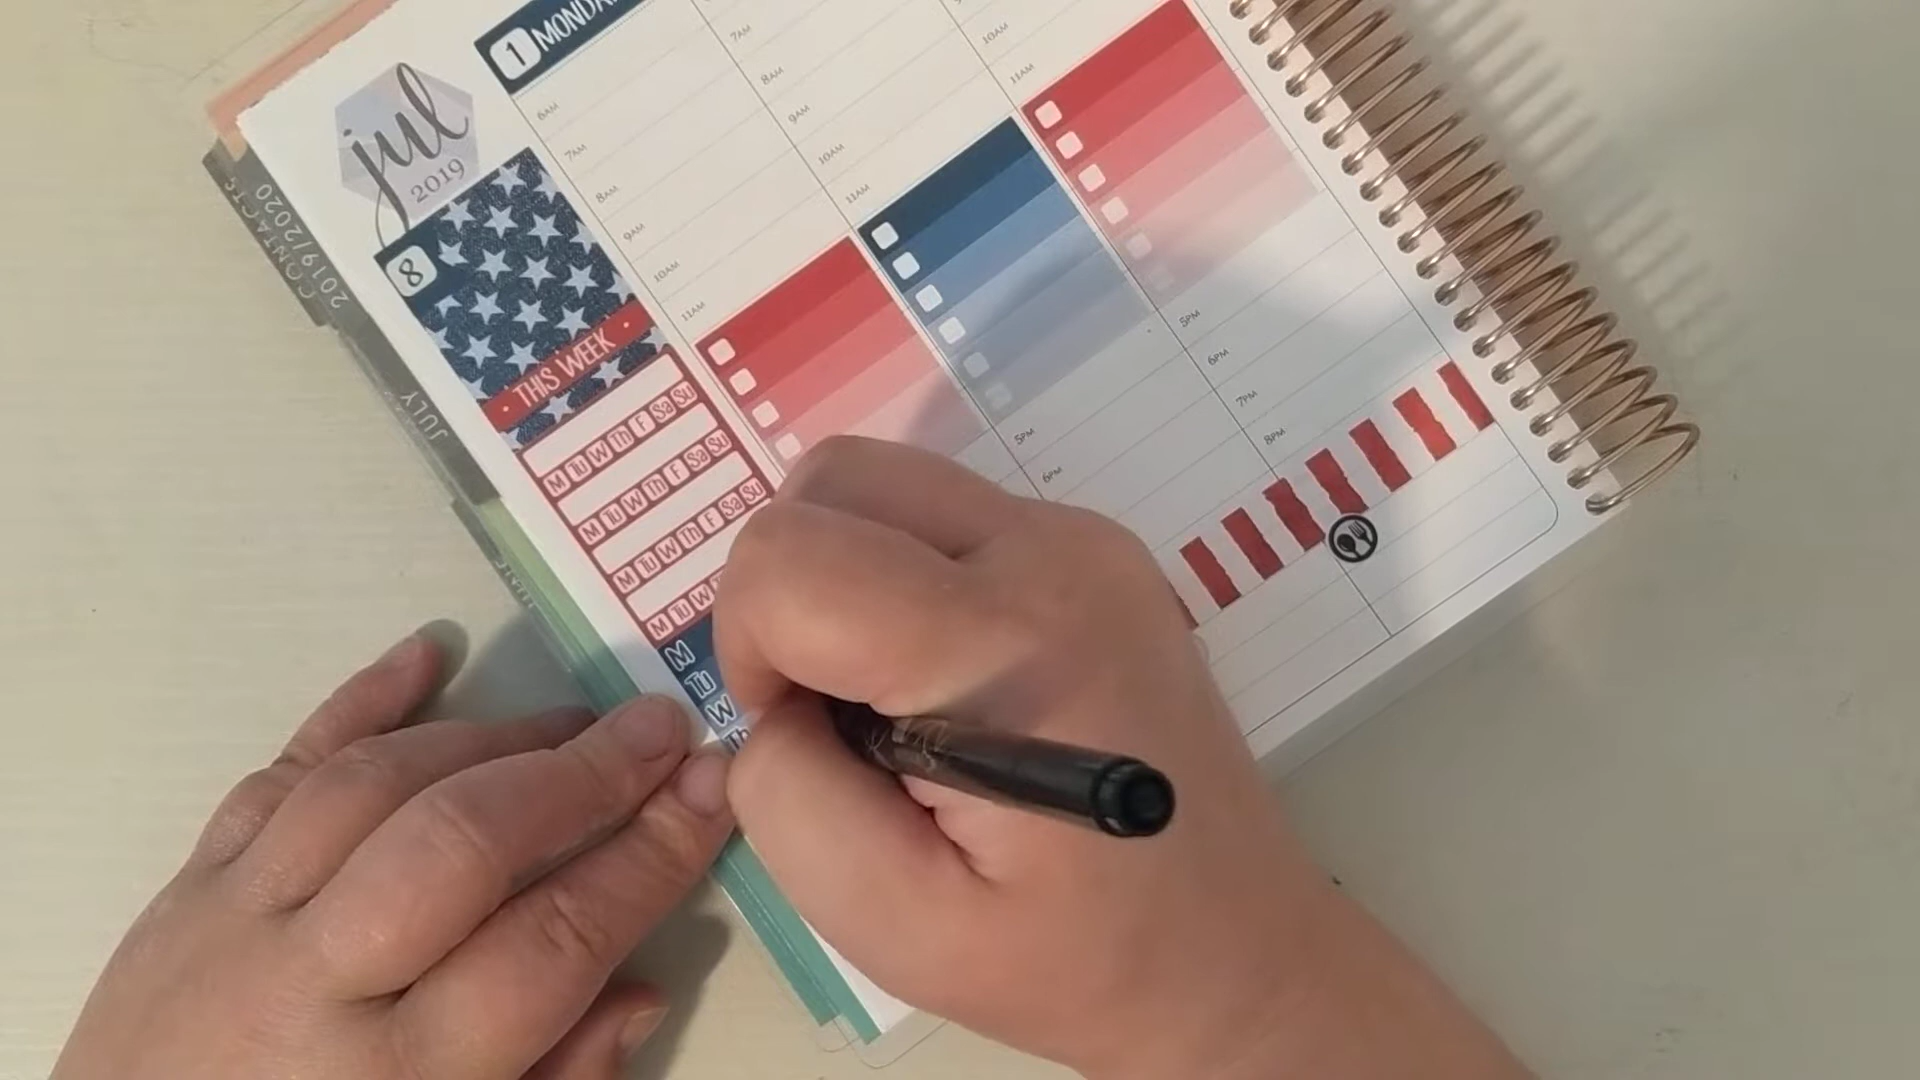 1 MONDA
jul
2019
8
THIS WEEK
M Tu W Th F Sa Su
M Tu W Th F Sa Su
M Tu W Th F Sa Su
M Tu W
M
Tu
W
Th
6AM
7AM
8AM
9AM
10AM
11AM
7AM
8AM
9AM
10AM
11AM
5PM
6PM
10AM
11AM
5PM
6PM
7PM
8PM
CONTACTS
2019/2020
JULY